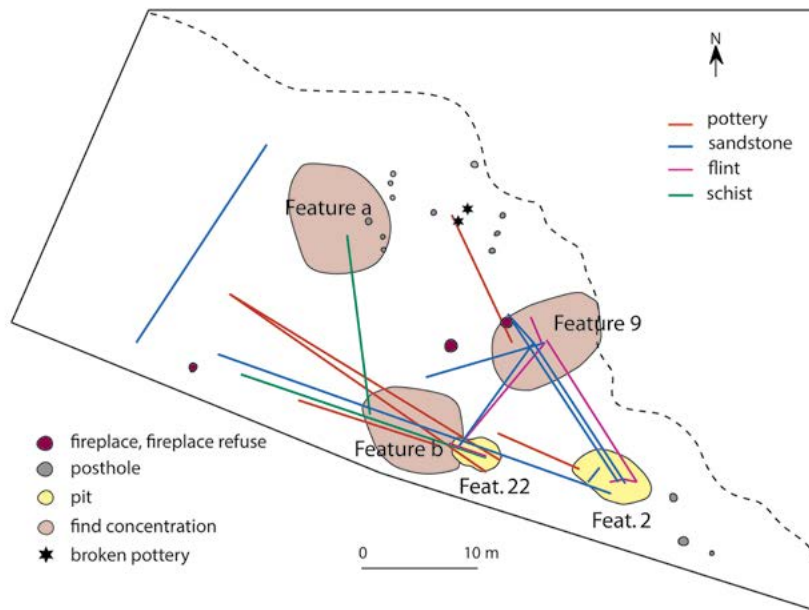 N
pottery
sandstone
flint
schist
Feature a
Feature 9
Feature b
Feat. 22
Feat. 2
fireplace, fireplace refuse
posthole
pit
find concentration
broken pottery
0 10 m